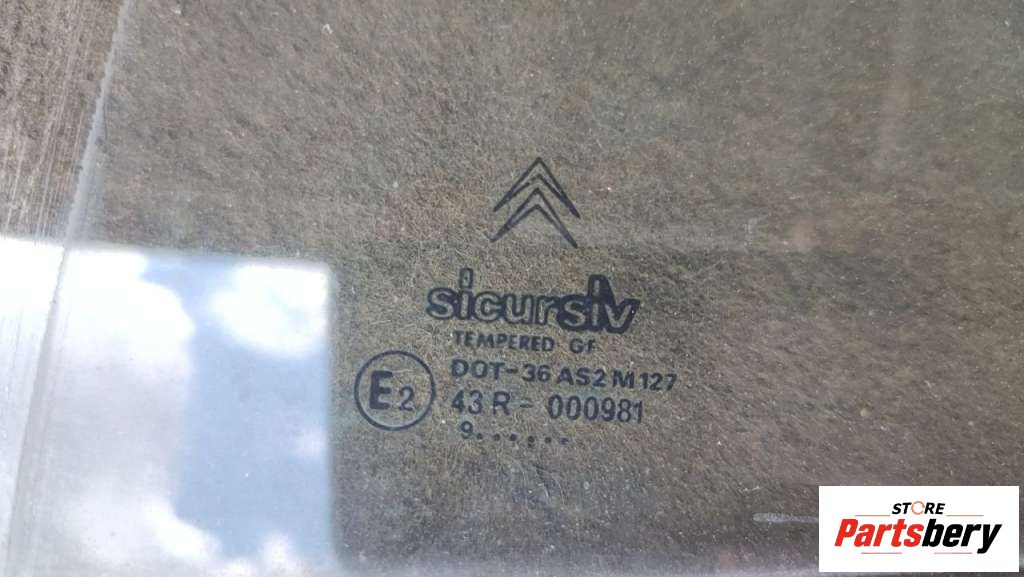 sicursiv
TEMPERED GF
DOT-36 AS2 M127
E2
43 R - 000981
9......
STORE
Partsbery